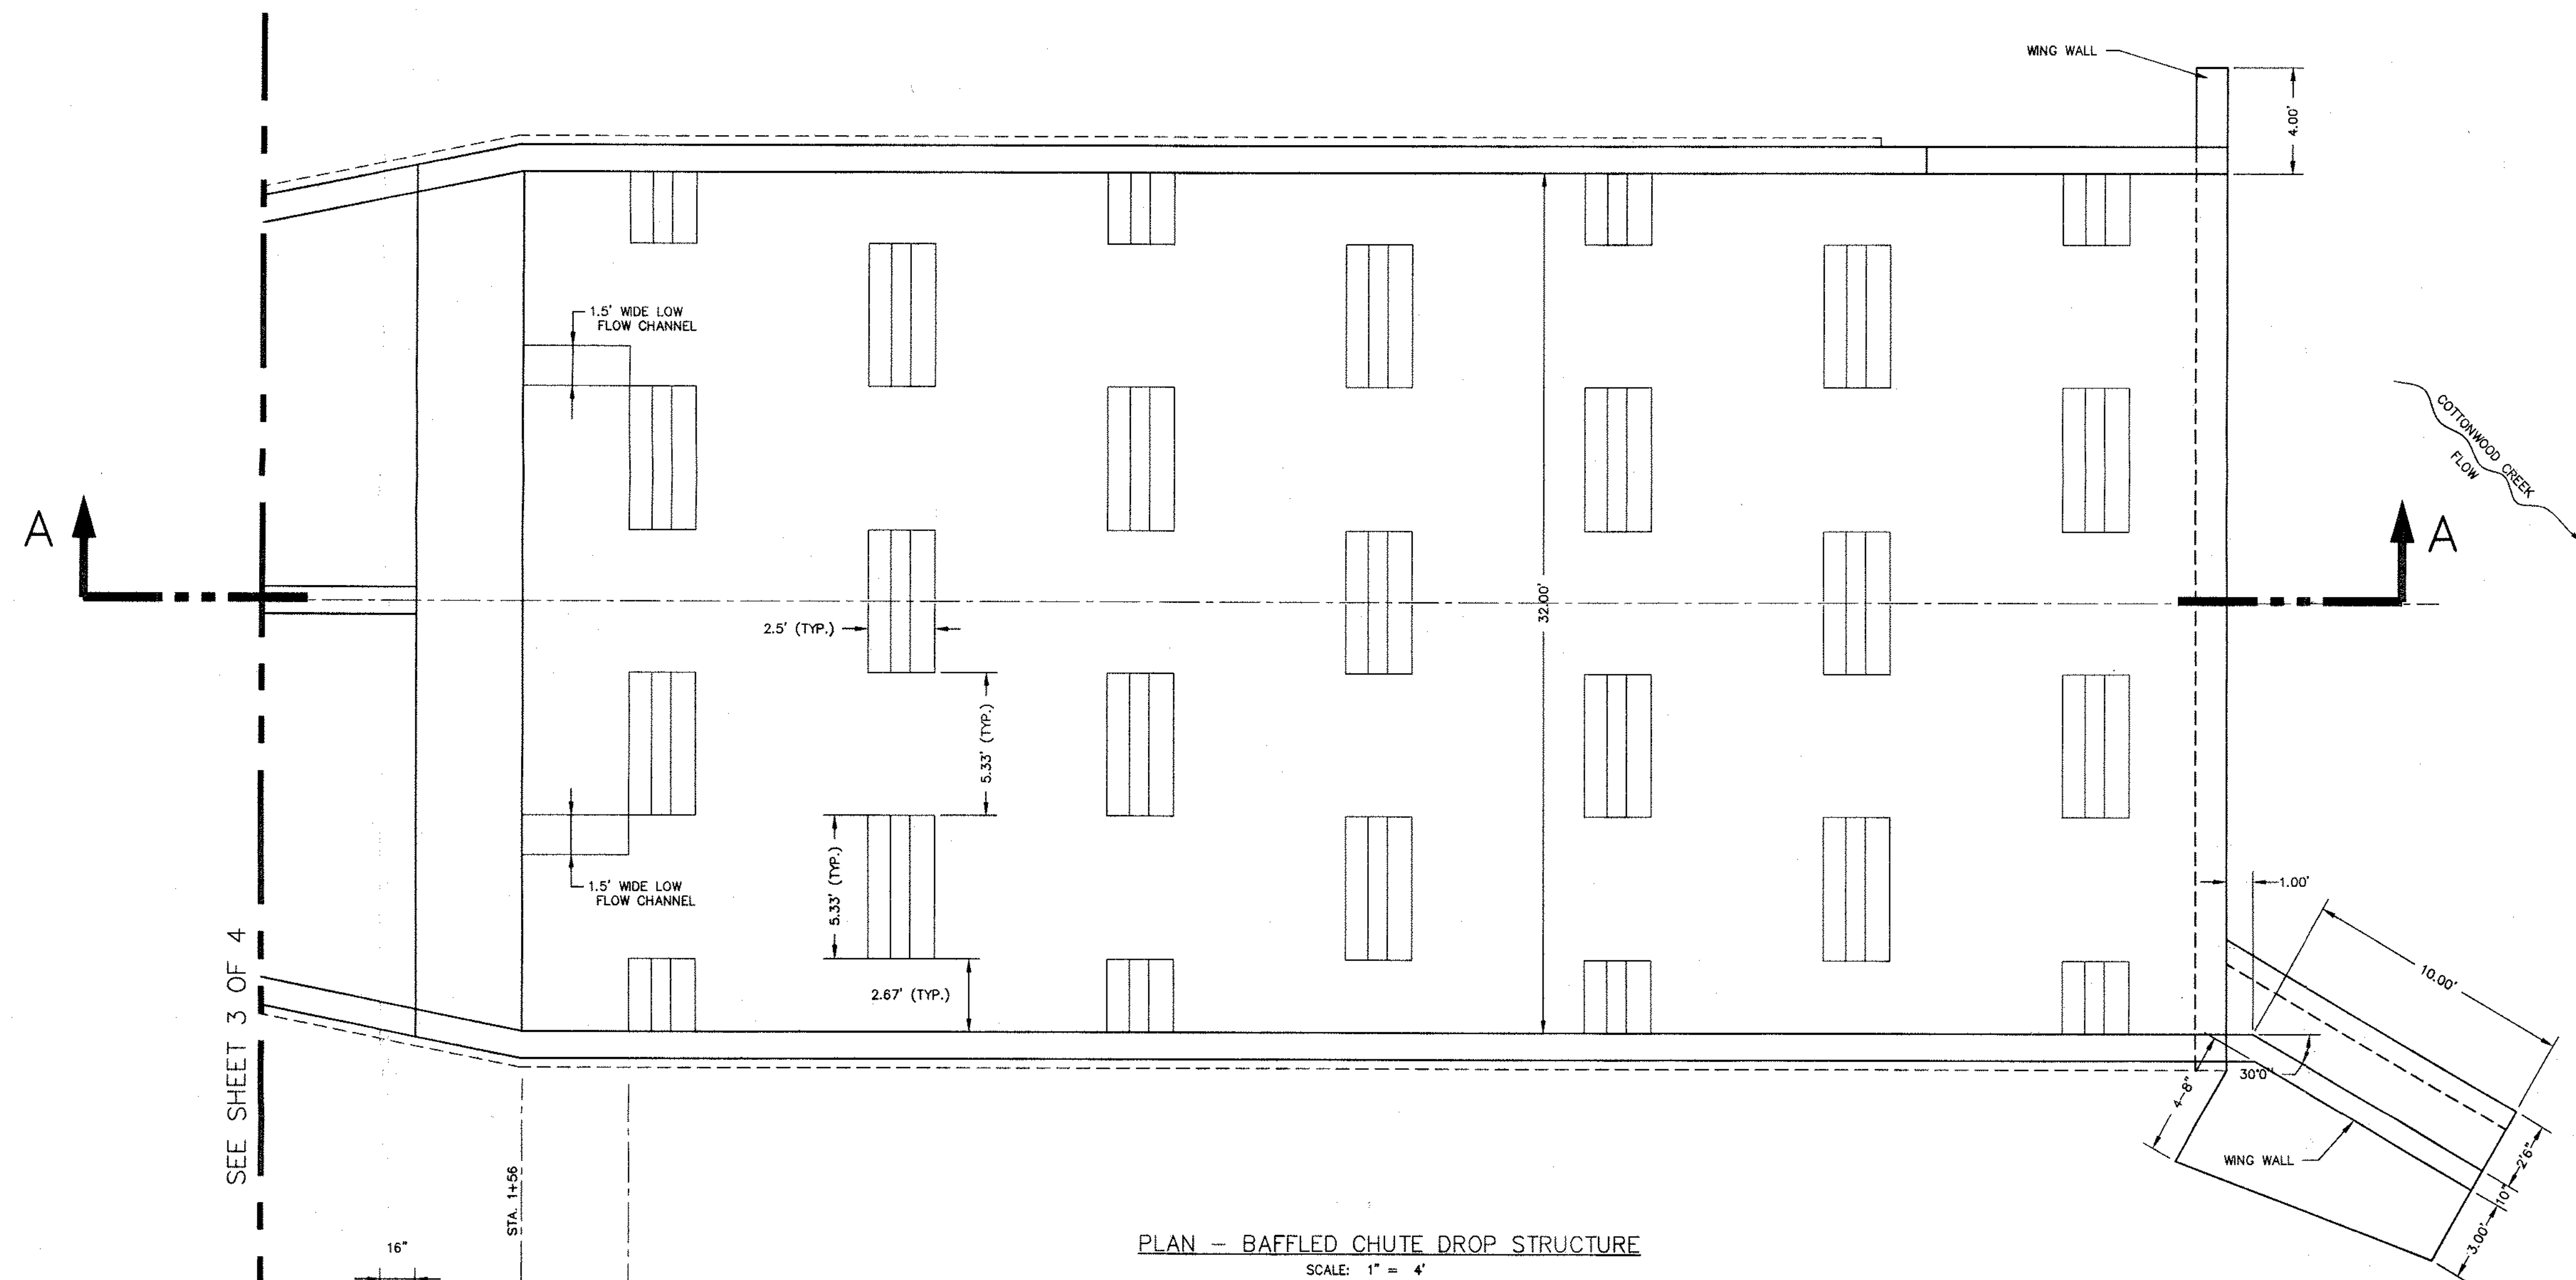 WING WALL
4.00'
1.5' WIDE LOW
FLOW CHANNEL
COTTONWOOD CREEK
FLOW
A
A
32.00'
2.5' (TYP.)
5.33' (TYP.)
5.33' (TYP.)
1.5' WIDE LOW
FLOW CHANNEL
1.00'
10.00'
2.67' (TYP.)
SEE SHEET 3 OF 4
30°0"
4-8"
WING WALL
2'6"
10"
3.00'
STA. 1+56
16"
PLAN - BAFFLED CHUTE DROP STRUCTURE
SCALE: 1" = 4'